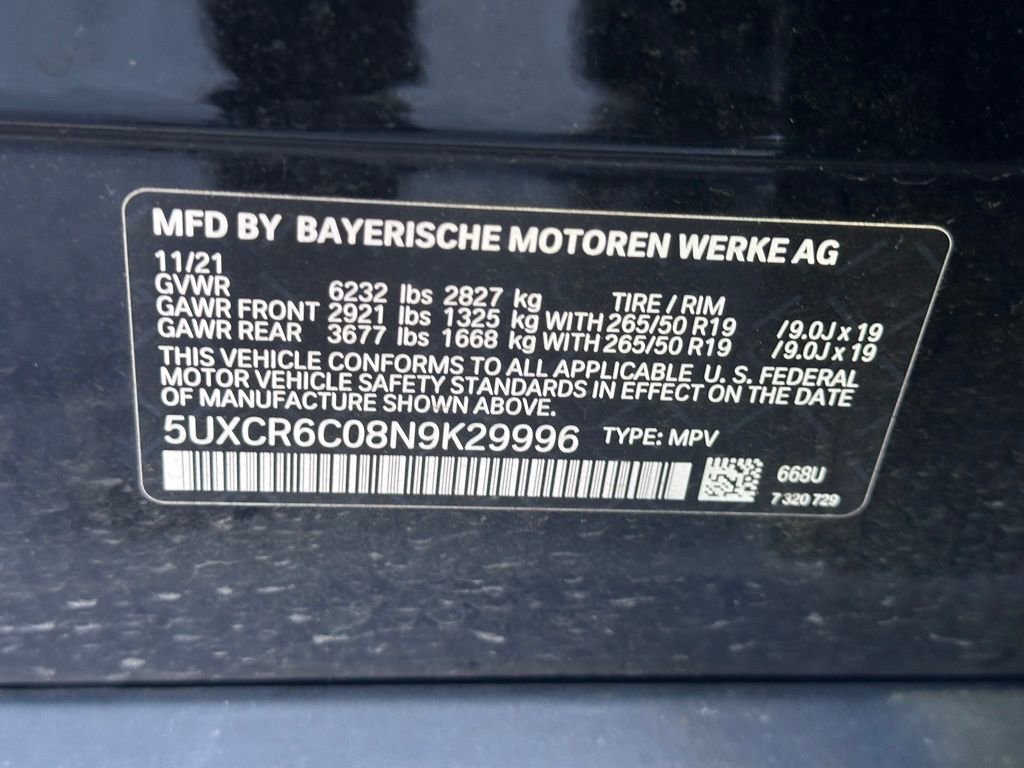 MFD BY BAYERISCHE MOTOREN WERKE AG
11/21
GVWR 6232 lbs 2827 kg TIRE / RIM
GAWR FRONT 2921 lbs 1325 kg WITH 265/50 R19 /9.0J x 19
GAWR REAR 3677 lbs 1668 kg WITH 265/50 R19 /9.0J x 19
THIS VEHICLE CONFORMS TO ALL APPLICABLE U. S. FEDERAL
MOTOR VEHICLE SAFETY STANDARDS IN EFFECT ON THE DATE
OF MANUFACTURE SHOWN ABOVE.
5UXCR6C08N9K29996 TYPE: MPV
668U
7 320 729